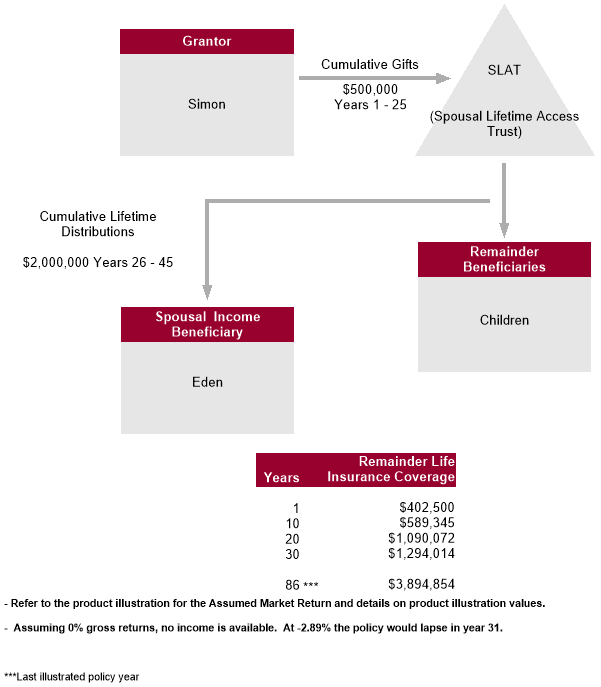 Grantor
Simon
Cumulative Gifts
$500,000
Years 1 - 25
SLAT
(Spousal Lifetime Access
Trust)
Cumulative Lifetime
Distributions
$2,000,000 Years 26 - 45
Remainder
Beneficiaries
Children
Spousal Income
Beneficiary
Eden
Years Remainder Life
Insurance Coverage
1 $402,500
10 $589,345
20 $1,090,072
30 $1,294,014
86 *** $3,894,854
- Refer to the product illustration for the Assumed Market Return and details on product illustration values.
- Assuming 0% gross returns, no income is available. At -2.89% the policy would lapse in year 31.
***Last illustrated policy year